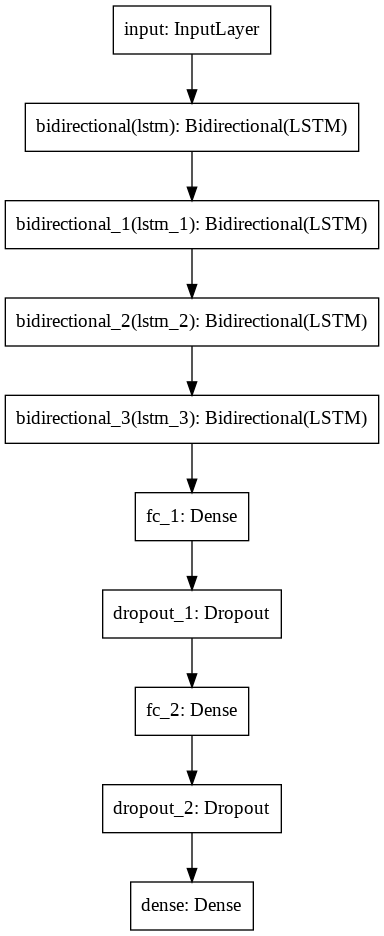 input: InputLayer
bidirectional(lstm): Bidirectional(LSTM)
bidirectional_1(lstm_1): Bidirectional(LSTM)
bidirectional_2(lstm_2): Bidirectional(LSTM)
bidirectional_3(lstm_3): Bidirectional(LSTM)
fc_1: Dense
dropout_1: Dropout
fc_2: Dense
dropout_2: Dropout
dense: Dense